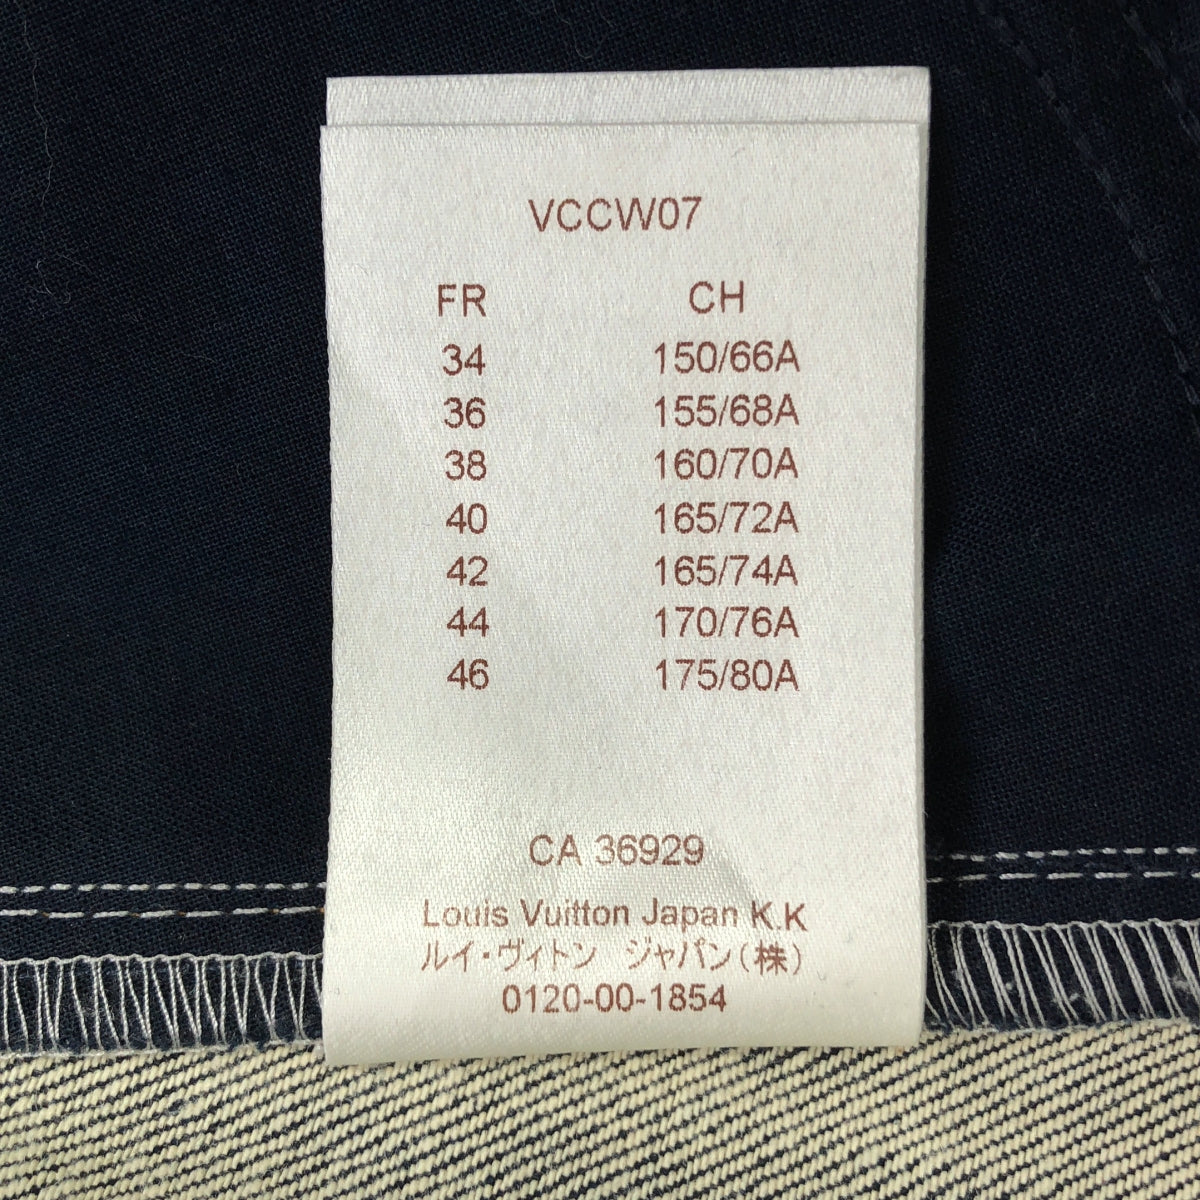 VCCW07
FR CH
34 150/66A
36 155/68A
38 160/70A
40 165/72A
42 165/74A
44 170/76A
46 175/80A
CA 36929
Louis Vuitton Japan K.K
ルイ・ヴィトン ジャパン(株)
0120-00-1854